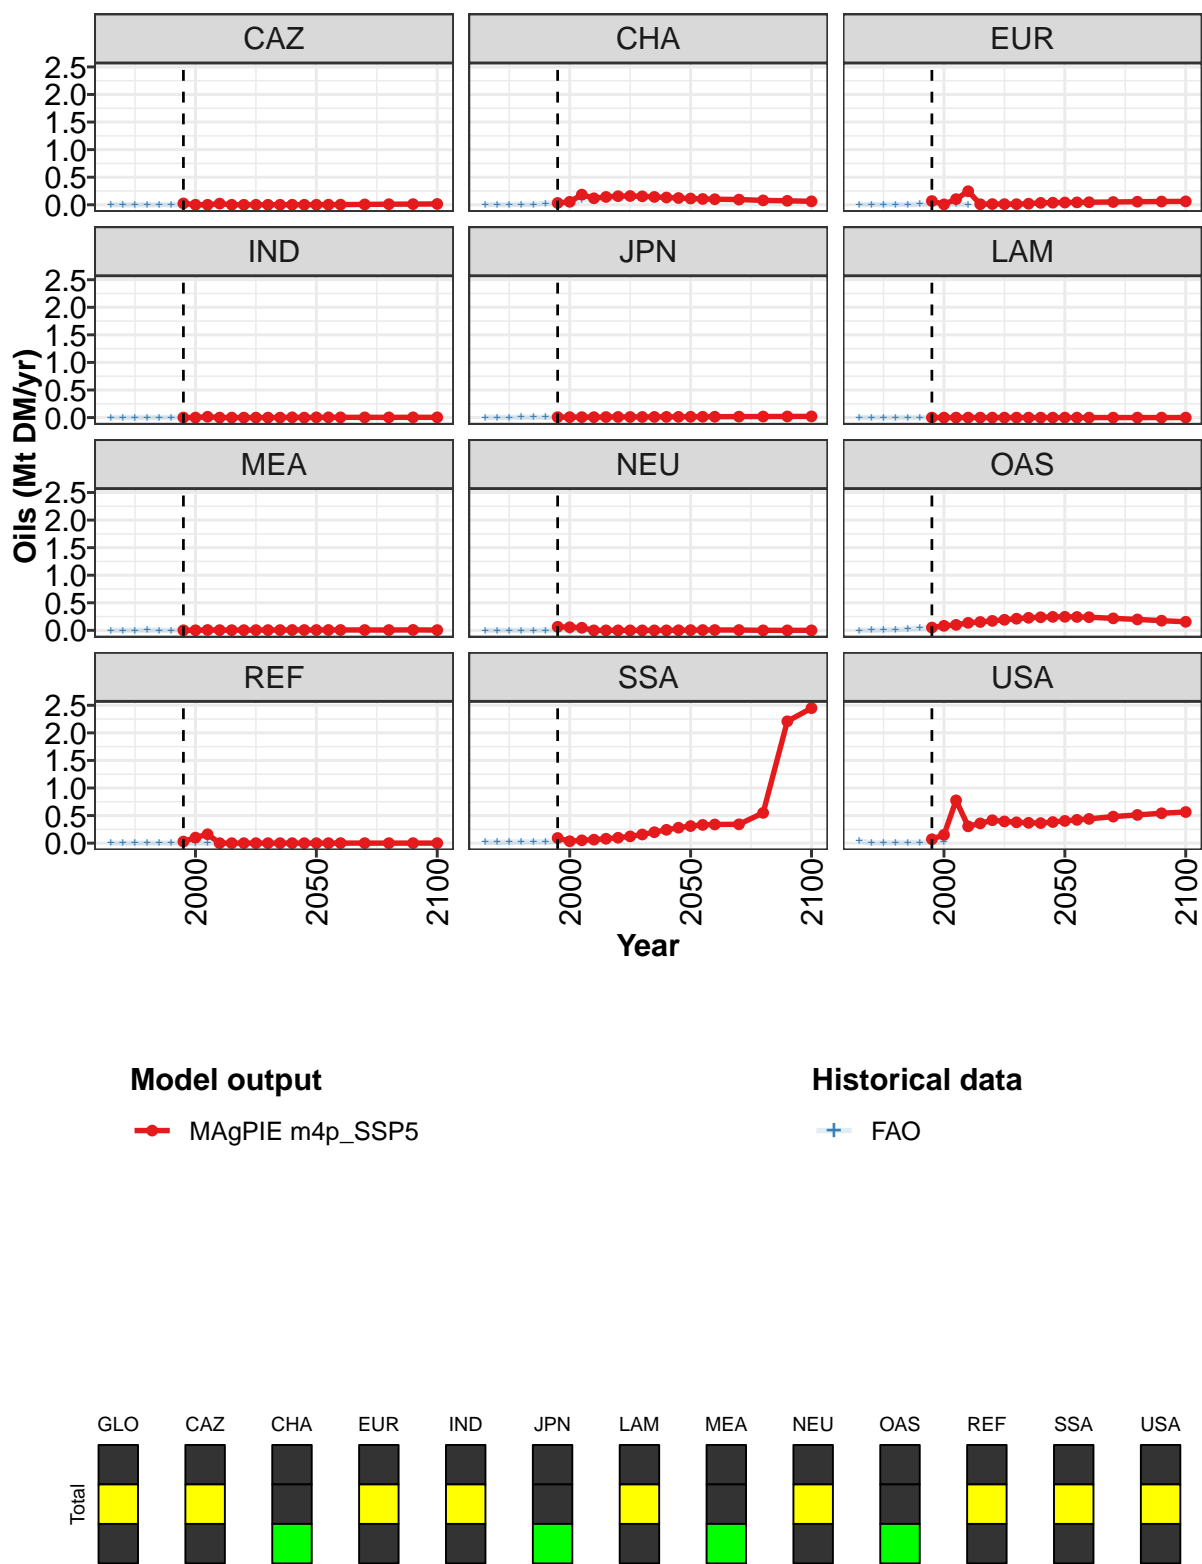 CAZ CHA EUR
2.5
2.0
1.5
1.0
0.5
0.0
IND JPN LAM
2.5
2.0
1.5
1.0
0.5
0.0
MEA NEU OAS
2.5
2.0
1.5
1.0
0.5
0.0
REF SSA USA
2.5
2.0
1.5
1.0
0.5
0.0
Oils (Mt DM/yr)
2000 2050 2100 2000 2050 2100 2000 2050 2100
Year
Model output Historical data
MAgPIE m4p_SSP5 FAO
GLO CAZ CHA EUR IND JPN LAM MEA NEU OAS REF SSA USA
Total